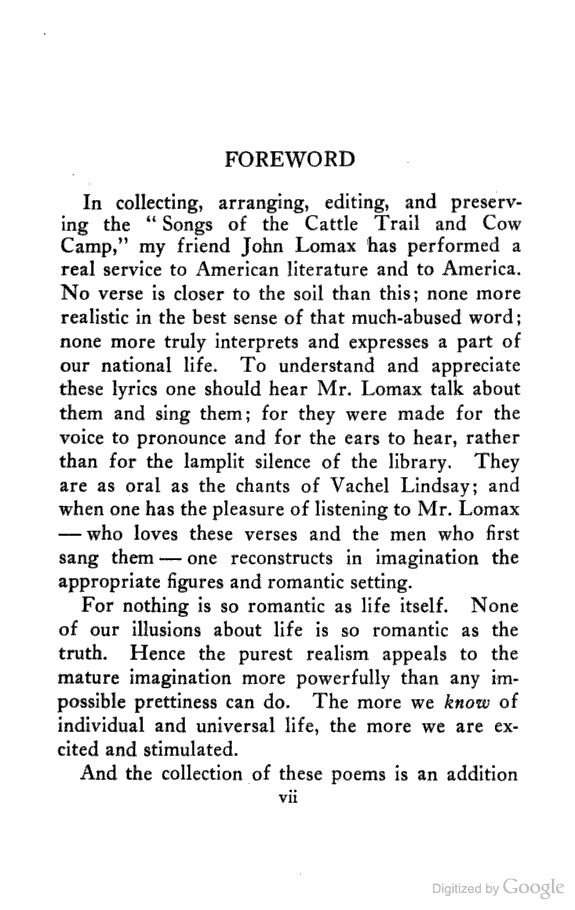 FOREWORD
In collecting, arranging, editing, and preserv-
ing the “ Songs of the Cattle Trail and Cow
Camp,” my friend John Lomax has performed a
real service to American literature and to America.
No verse is closer to the soil than this; none more
realistic in the best sense of that much-abused word;
none more truly interprets and expresses a part of
our national life. To understand and appreciate
these lyrics one should hear Mr. Lomax talk about
them and sing them; for they were made for the
voice to pronounce and for the ears to hear, rather
than for the lamplit silence of the library. They
are as oral as the chants of Vachel Lindsay; and
when one has the pleasure of listening to Mr. Lomax
— who loves these verses and the men who first
sang them — one reconstructs in imagination the
appropriate figures and romantic setting.
For nothing is so romantic as life itself. None
of our illusions about life is so romantic as the
truth. Hence the purest realism appeals to the
mature imagination more powerfully than any im-
possible prettiness can do. The more we know of
individual and universal life, the more we are ex-
cited and stimulated.
And the collection of these poems is an addition
vii
Digitized by Google